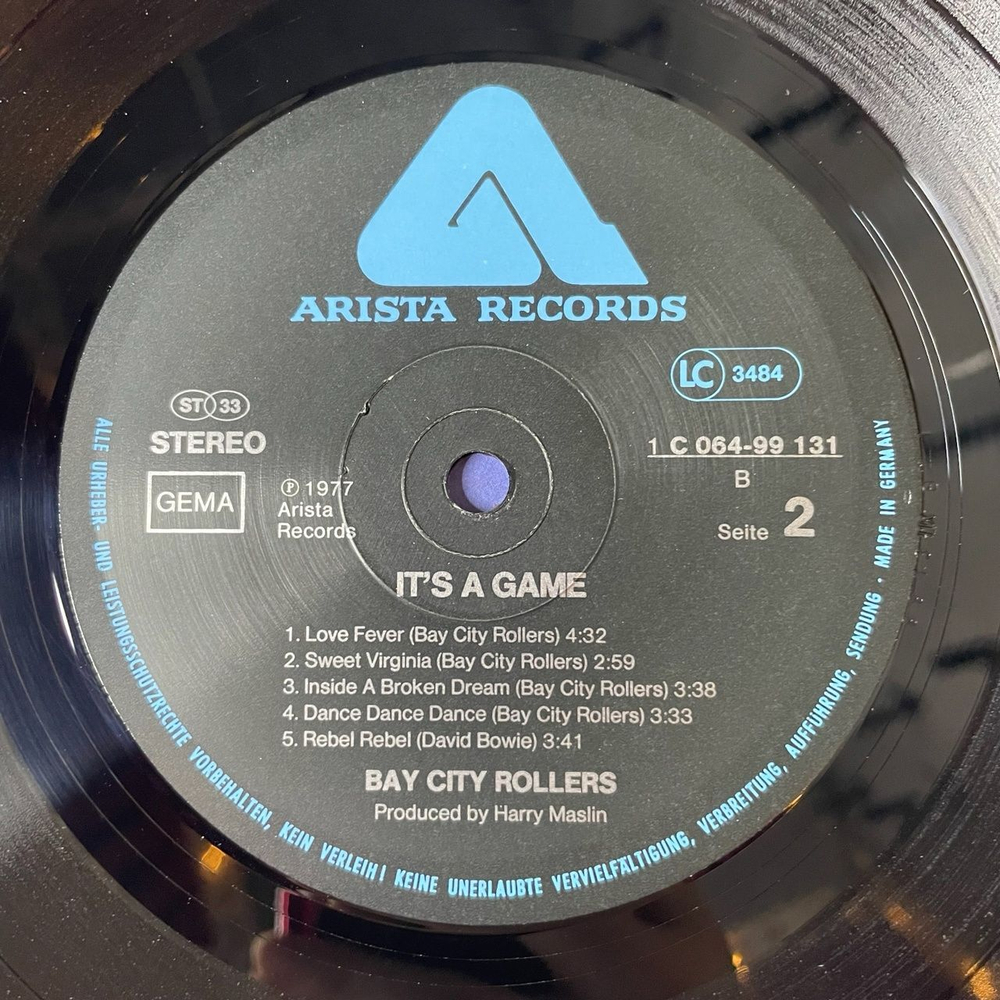 ARISTA RECORDS
LC 3484
ST 33
STEREO
GEMA
℗ 1977
Arista
Records
1 C 064-99 131
B
Seite 2
IT'S A GAME
1. Love Fever (Bay City Rollers) 4:32
2. Sweet Virginia (Bay City Rollers) 2:59
3. Inside A Broken Dream (Bay City Rollers) 3:38
4. Dance Dance Dance (Bay City Rollers) 3:33
5. Rebel Rebel (David Bowie) 3:41
BAY CITY ROLLERS
Produced by Harry Maslin
ALLE URHEBER- UND LEISTUNGSSCHUTZRECHTE VORBEHALTEN, KEIN VERLEIH! KEINE UNERLAUBTE VERVIELFÄLTIGUNG, VERBREITUNG, AUFFÜHRUNG, SENDUNG · MADE IN GERMANY